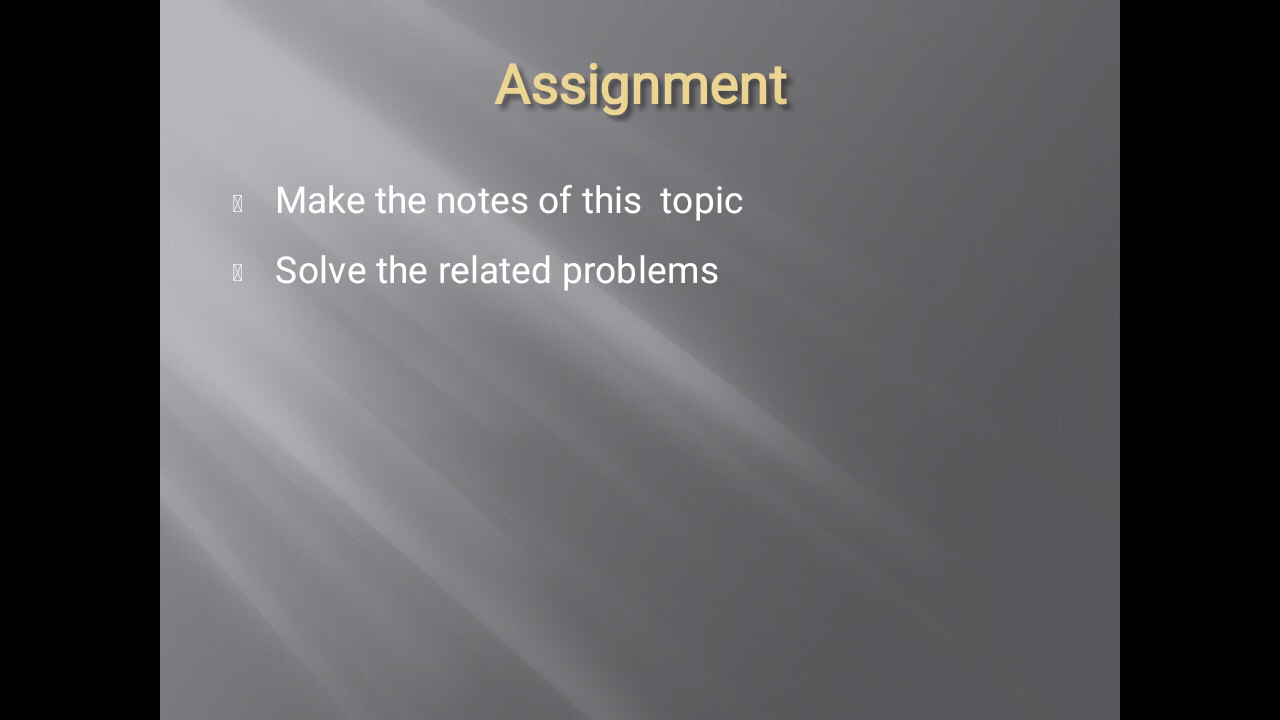 Assignment
Make the notes of this  topic
Solve the related problems